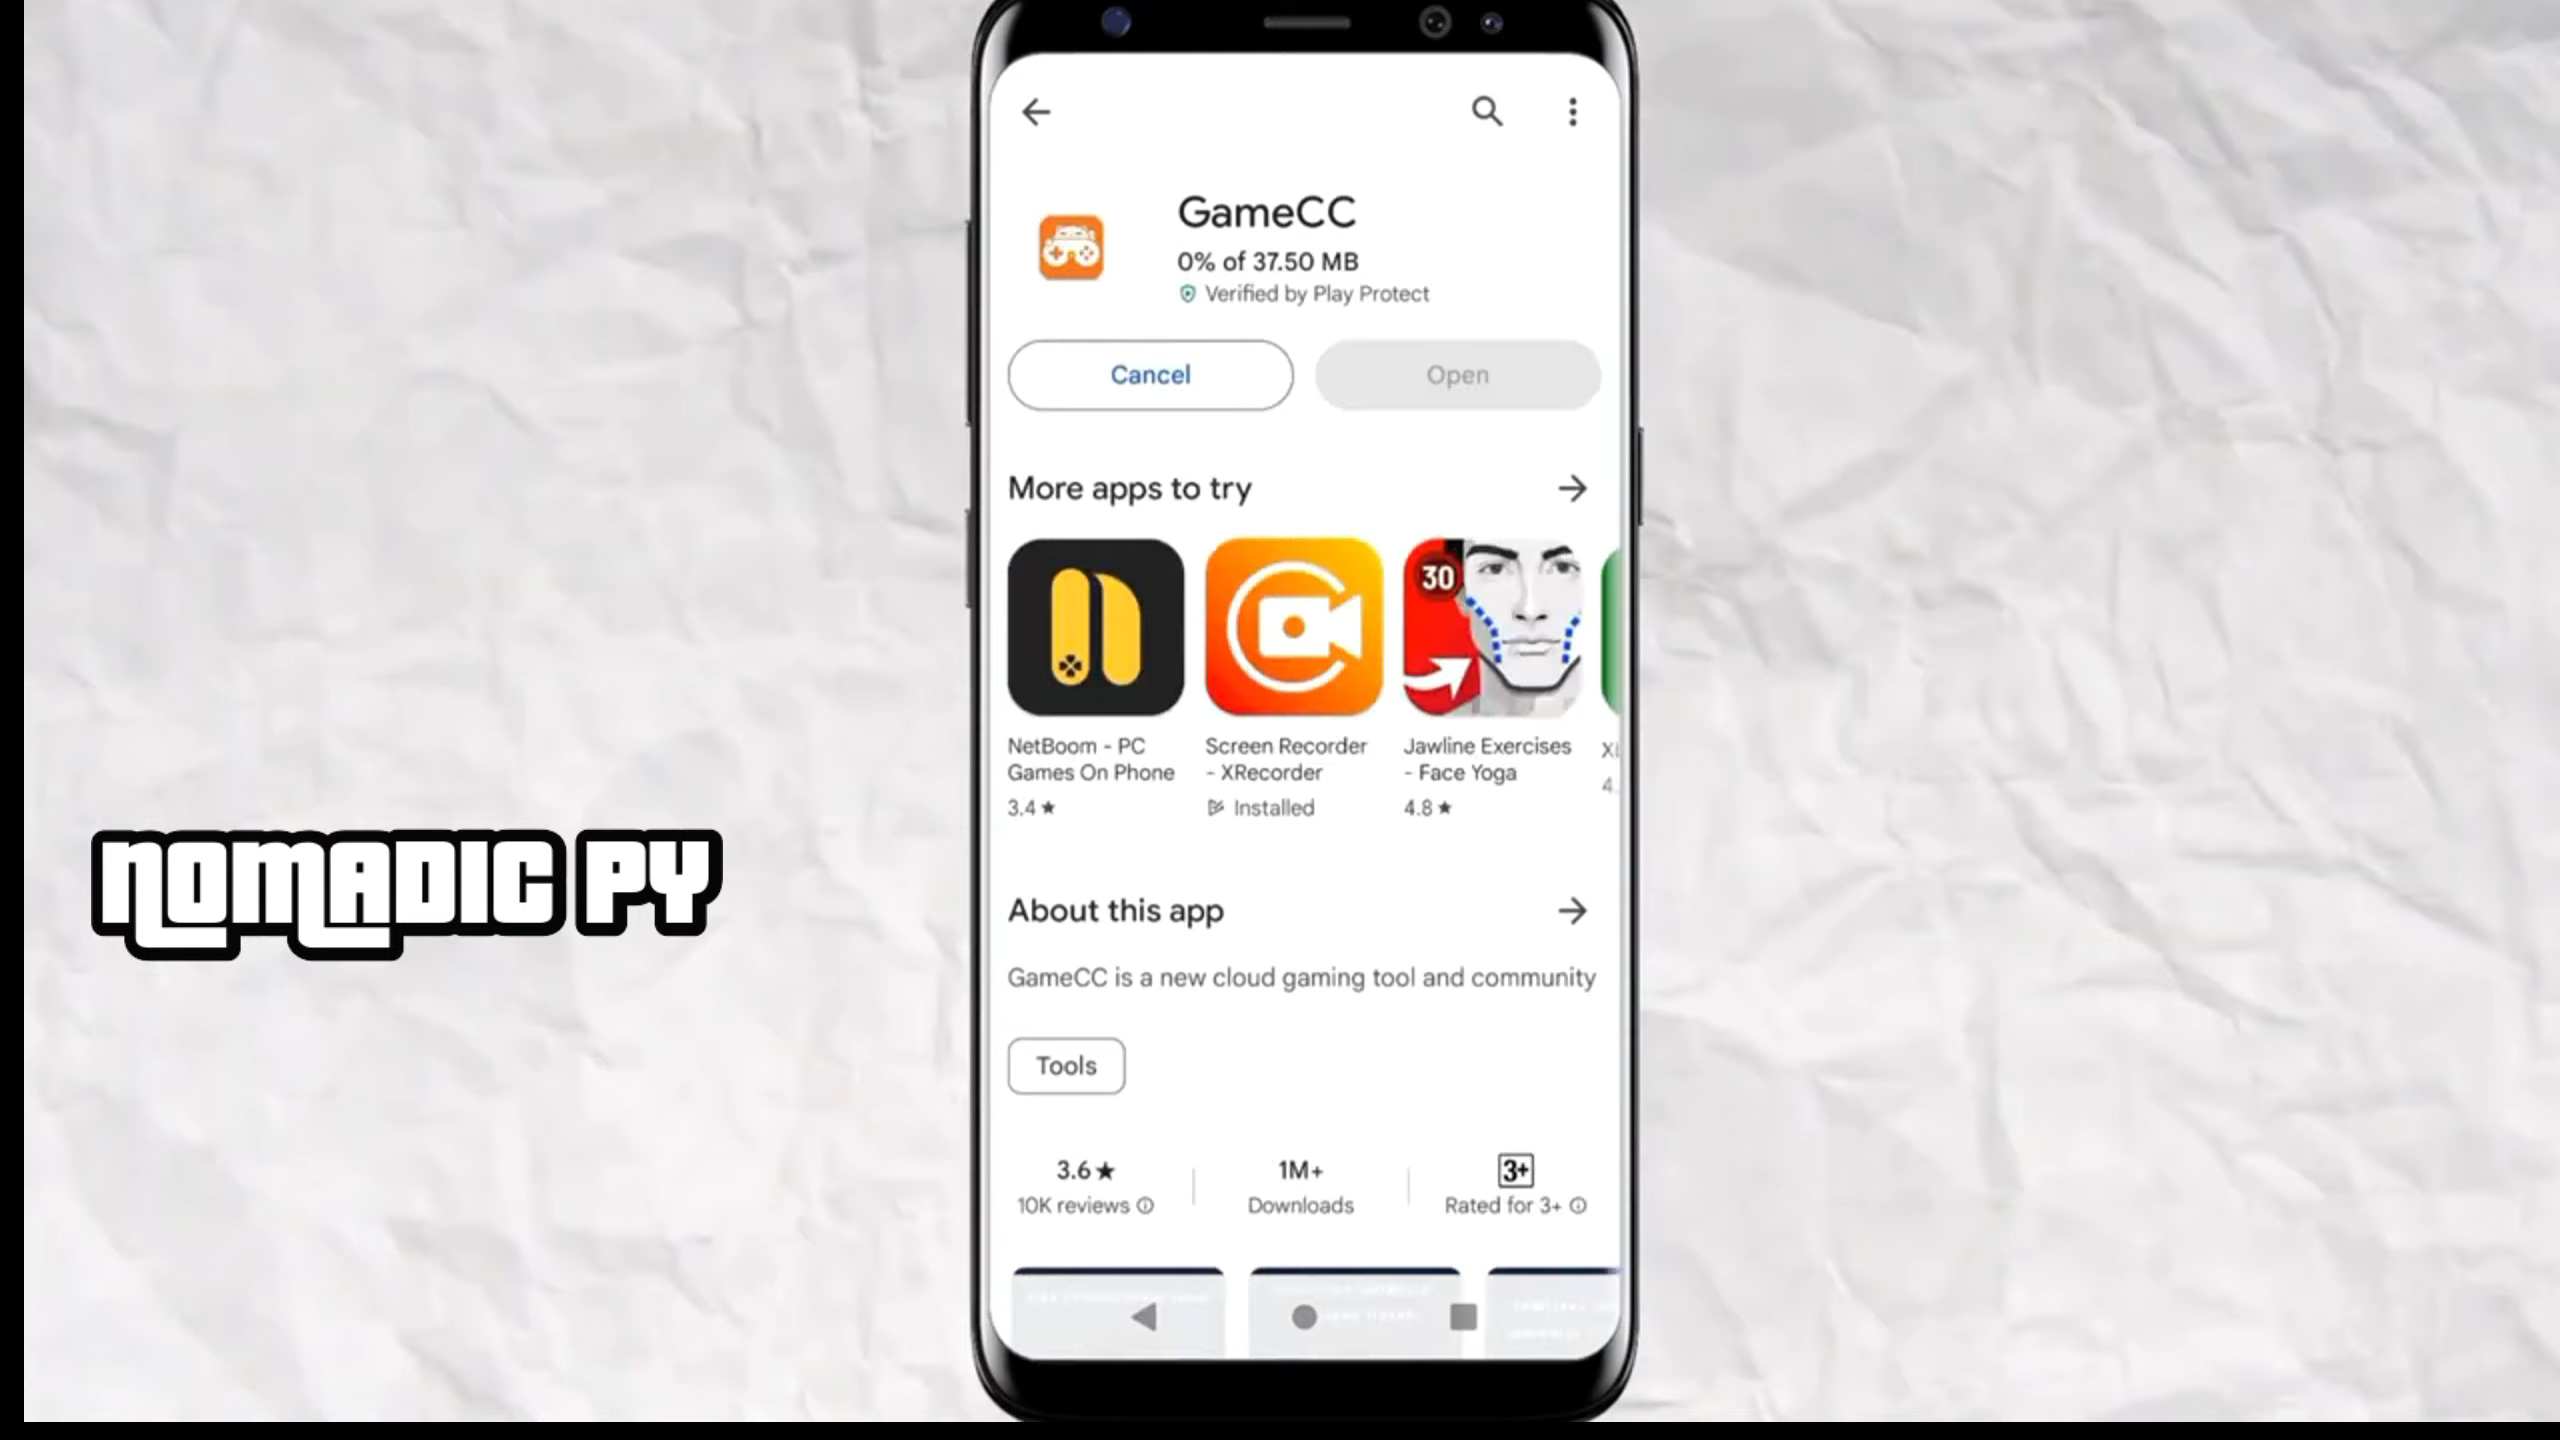 GameCC
0% of 37.50 MB
Verified by Play Protect
Cancel
Open
More apps to try
30
NetBoom - PC
Games On Phone
3.4★
Screen Recorder
- XRecorder
Installed
Jawline Exercises
- Face Yoga
4.8★
4.
NOMADIC PY
About this app
GameCC is a new cloud gaming tool and community
Tools
3.6★
10K reviews
1M+
Downloads
3+
Rated for 3+